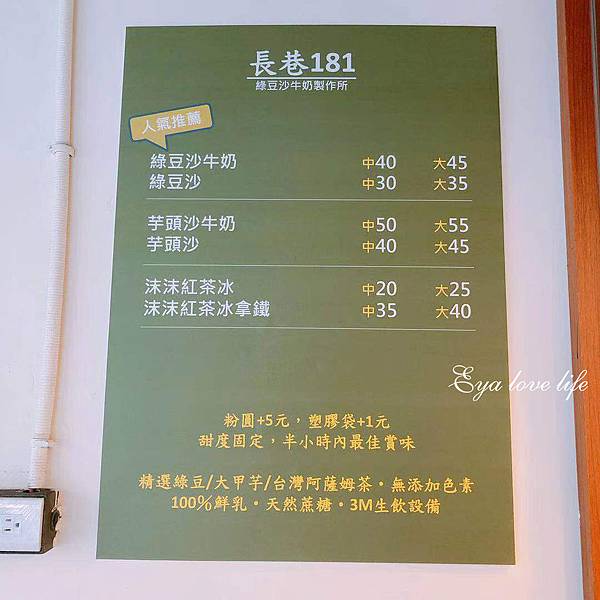 長巷181
綠豆沙牛奶製作所
人氣推薦
綠豆沙牛奶 中40 大45
綠豆沙 中30 大35
芋頭沙牛奶 中50 大55
芋頭沙 中40 大45
沫沫紅茶冰 中20 大25
沫沫紅茶冰拿鐵 中35 大40
Eya love life
粉圓+5元，塑膠袋+1元
甜度固定，半小時內最佳賞味
精選綠豆/大甲芋/台灣阿薩姆茶・無添加色素
100%鮮乳・天然蔗糖・3M生飲設備